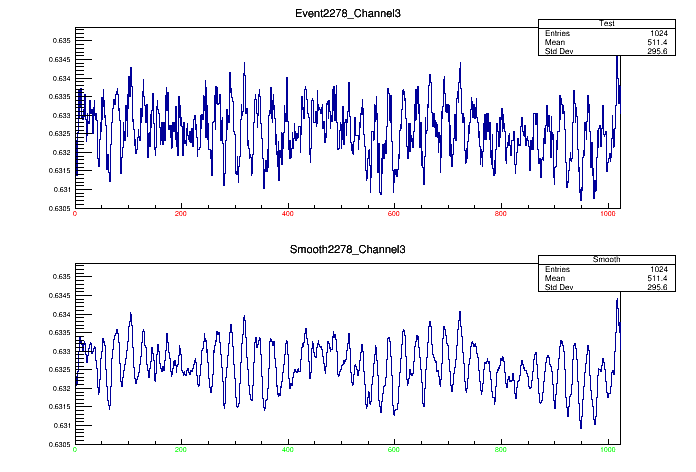 Event2278_Channel3
Test
Entries 1024
Mean 511.4
Std Dev 295.6
0.635
0.6345
0.634
0.6335
0.633
0.6325
0.632
0.6315
0.631
0.6305
0 200 400 600 800 1000
Smooth2278_Channel3
Smooth
Entries 1024
Mean 511.4
Std Dev 295.6
0.635
0.6345
0.634
0.6335
0.633
0.6325
0.632
0.6315
0.631
0.6305
0 200 400 600 800 1000